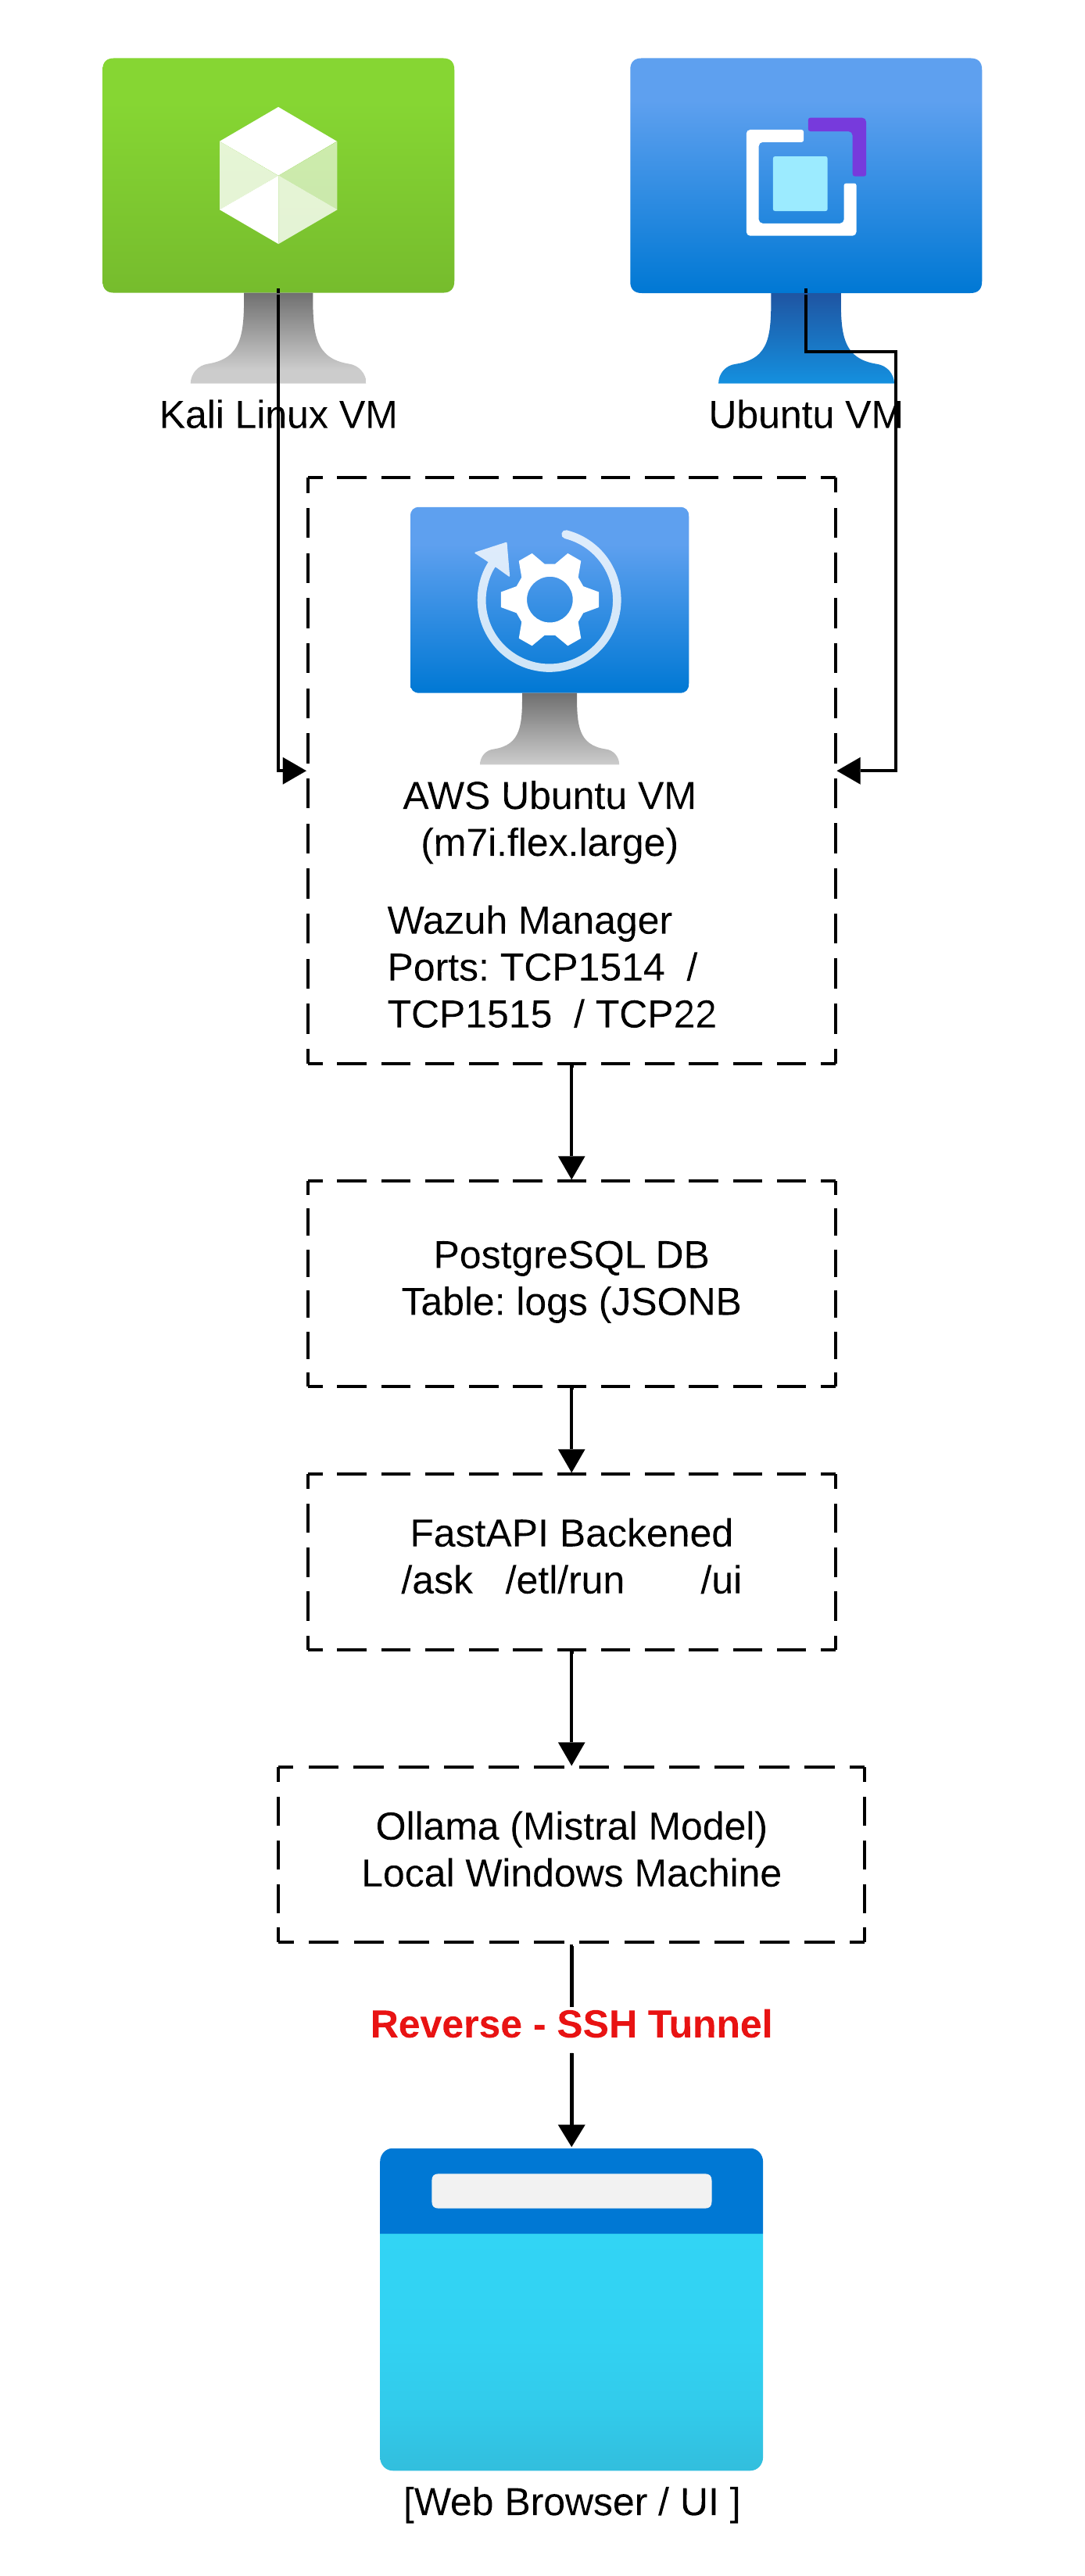 Kali Linux VM
Ubuntu VM
AWS Ubuntu VM
(m7i.flex.large)
Wazuh Manager
Ports: TCP1514 /
TCP1515 / TCP22
PostgreSQL DB
Table: logs (JSONB
FastAPI Backened
/ask /etl/run /ui
Ollama (Mistral Model)
Local Windows Machine
Reverse - SSH Tunnel
[Web Browser / UI ]